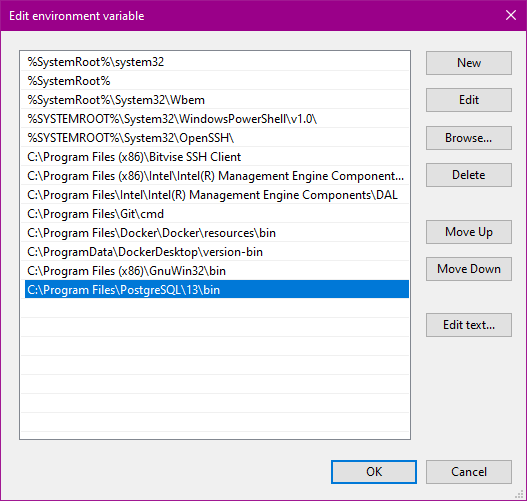 Edit environment variable
%SystemRoot%\system32
%SystemRoot%
%SystemRoot%\System32\Wbem
%SYSTEMROOT%\System32\WindowsPowerShell\v1.0\
%SYSTEMROOT%\System32\OpenSSH\
C:\Program Files (x86)\Bitvise SSH Client
C:\Program Files (x86)\Intel\Intel(R) Management Engine Component...
C:\Program Files\Intel\Intel(R) Management Engine Components\DAL
C:\Program Files\Git\cmd
C:\Program Files\Docker\Docker\resources\bin
C:\ProgramData\DockerDesktop\version-bin
C:\Program Files (x86)\GnuWin32\bin
C:\Program Files\PostgreSQL\13\bin
New
Edit
Browse...
Delete
Move Up
Move Down
Edit text...
OK
Cancel